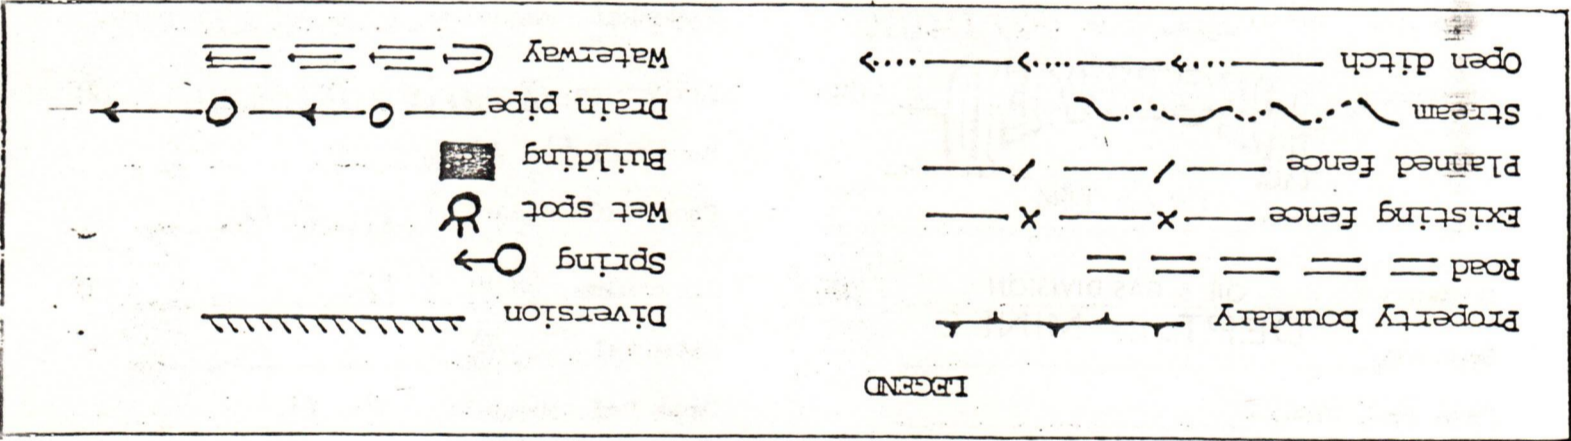 LEGEND
Property boundary
Road
Existing fence
Planned fence
Stream
Open ditch
Diversion
Spring
Wet spot
Building
Drain pipe
Waterway